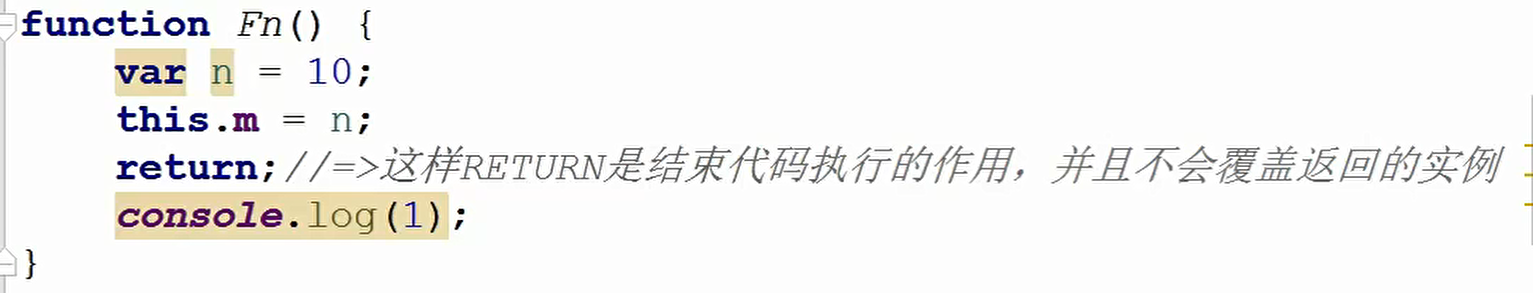 function Fn() {
var n = 10;
this.m = n;
return;//=>这样RETURN是结束代码执行的作用，并且不会覆盖返回的实例
console.log(1);
}